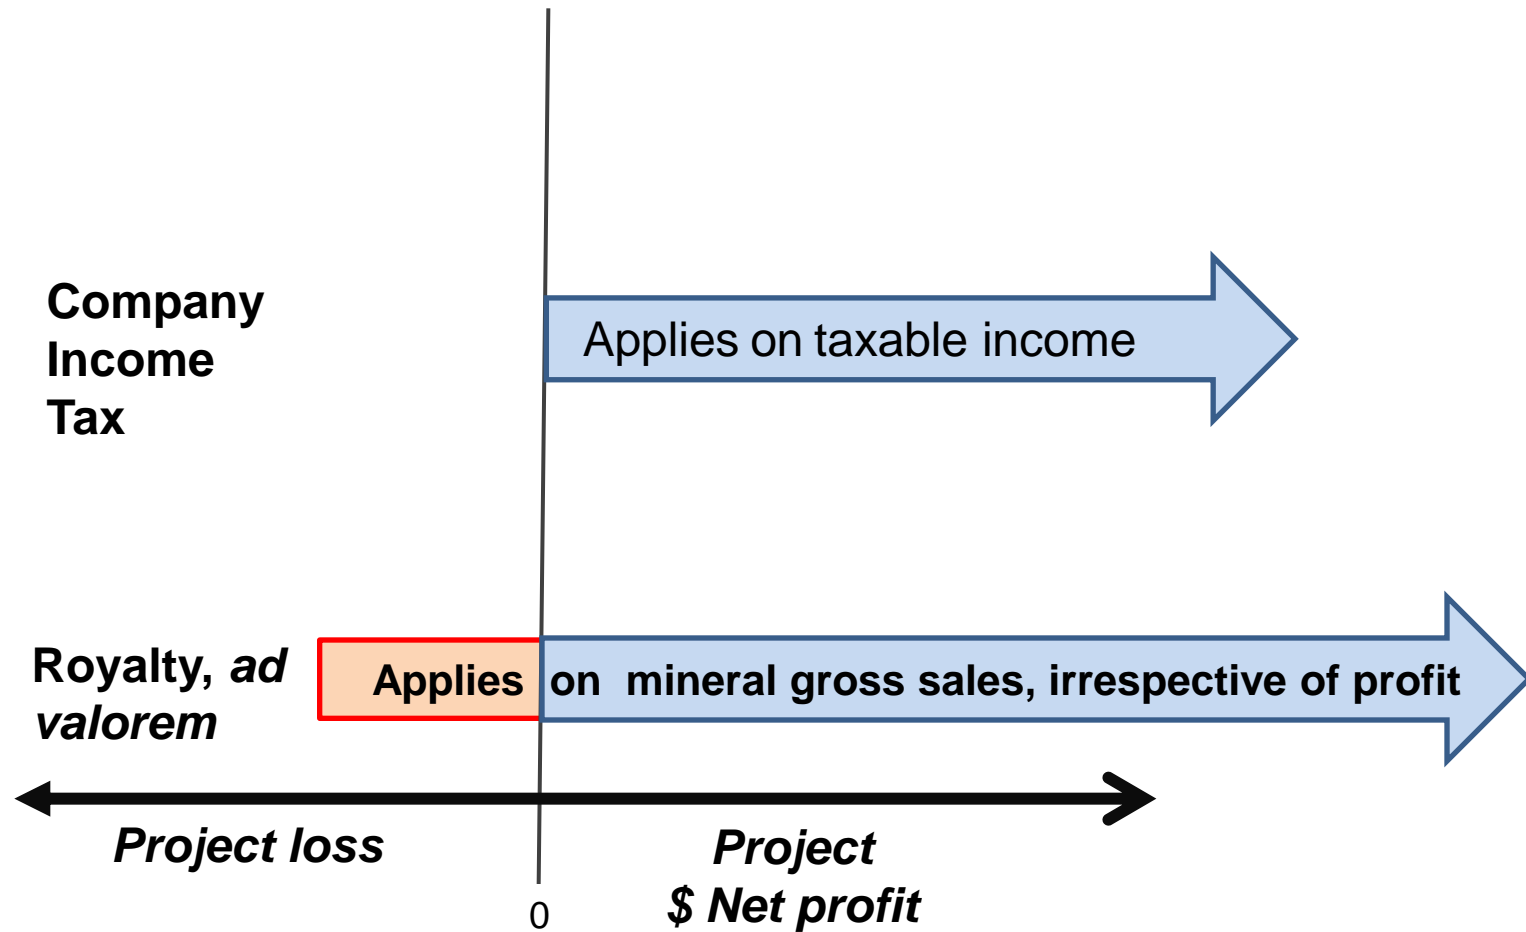 Company
Income
Tax
Applies on taxable income
Royalty, ad
valorem
Applies on mineral gross sales, irrespective of profit
Project loss
Project
$ Net profit
0